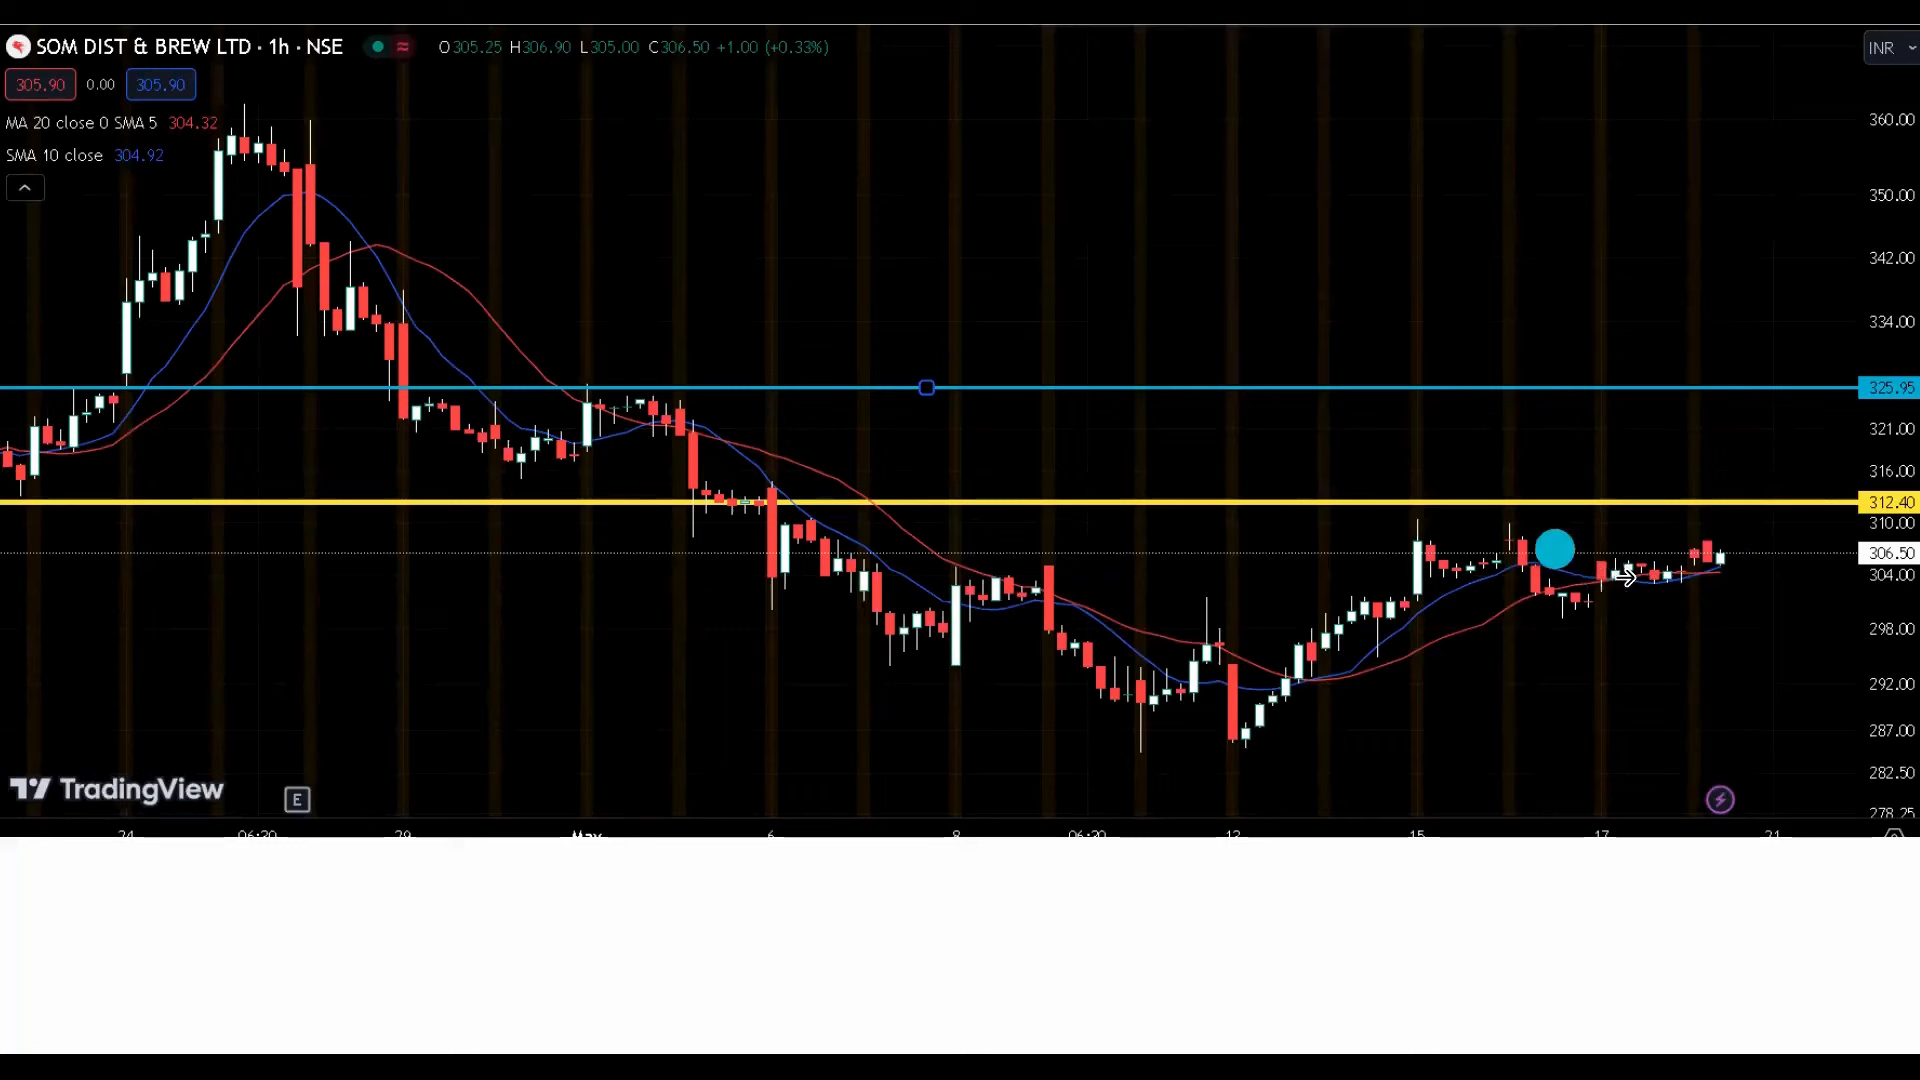 SOM DIST & BREW LTD · 1h · NSE O305.25 H306.90 L305.00 C306.50 +1.00 (+0.33%)
INR
305.90 0.00 305.90
MA 20 close 0 SMA 5 304.32
SMA 10 close 304.92
360.00
350.00
342.00
334.00
325.95
321.00
316.00
312.40
310.00
306.50
304.00
298.00
292.00
287.00
282.50
278.25
TradingView
E
24 06:30 29 May 6 8 06:30 13 15 17 21